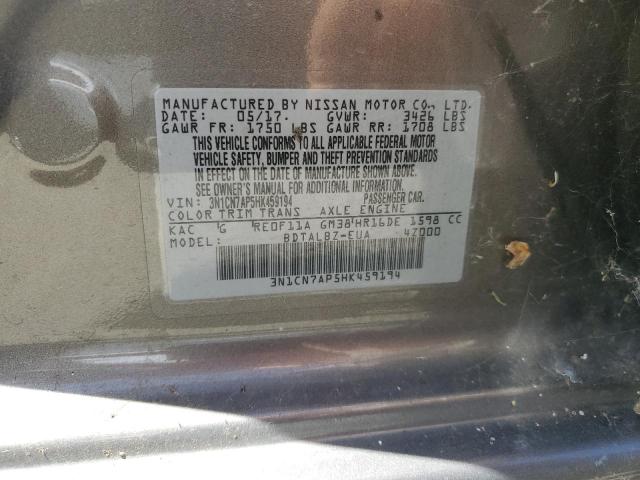 MANUFACTURED BY NISSAN MOTOR CO., LTD.
DATE: 05/17. GVWR: 3426 LBS
GAWR FR: 1750 LBS GAWR RR: 1708 LBS
THIS VEHICLE CONFORMS TO ALL APPLICABLE FEDERAL MOTOR
VEHICLE SAFETY, BUMPER AND THEFT PREVENTION STANDARDS
IN EFFECT ON THE DATE OF MANUFACTURE SHOWN ABOVE.
SEE OWNER'S MANUAL FOR ADDITIONAL INFORMATION.
VIN: 3N1CN7AP5HK459194 PASSENGER CAR.
COLOR TRIM TRANS AXLE ENGINE
KAC G RE0F11A GM38 HR16DE 1598 CC
MODEL: BDTALBZ-EUA 4Z000
3N1CN7AP5HK459194